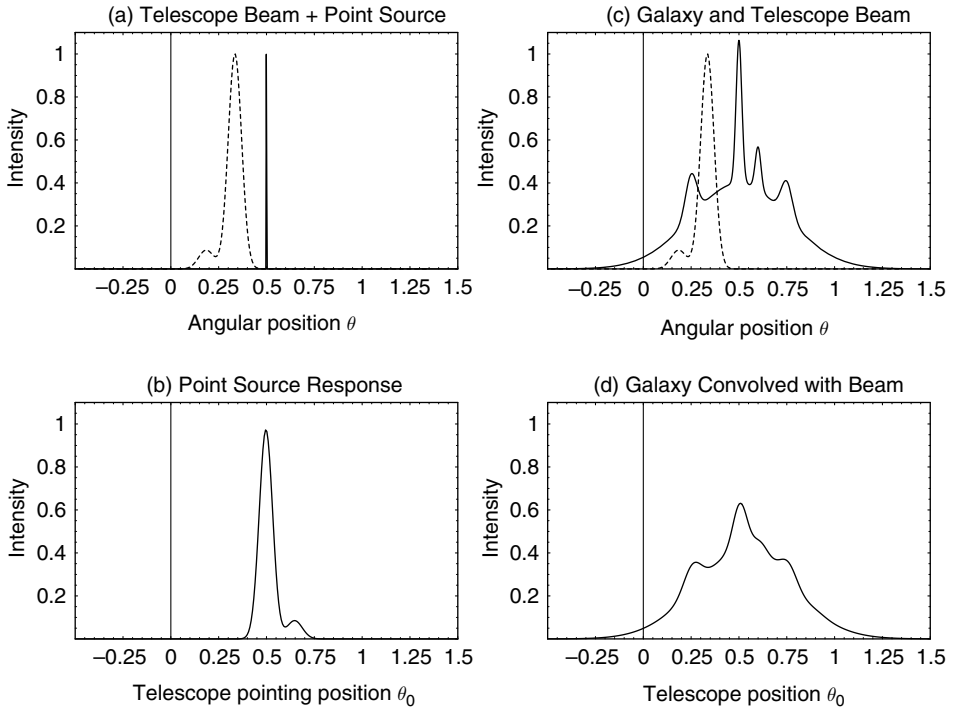 (a) Telescope Beam + Point Source
Intensity
1
0.8
0.6
0.4
0.2
−0.25 0 0.25 0.5 0.75 1 1.25 1.5
Angular position θ
(c) Galaxy and Telescope Beam
Intensity
1
0.8
0.6
0.4
0.2
−0.25 0 0.25 0.5 0.75 1 1.25 1.5
Angular position θ
(b) Point Source Response
Intensity
1
0.8
0.6
0.4
0.2
−0.25 0 0.25 0.5 0.75 1 1.25 1.5
Telescope pointing position θ0
(d) Galaxy Convolved with Beam
Intensity
1
0.8
0.6
0.4
0.2
−0.25 0 0.25 0.5 0.75 1 1.25 1.5
Telescope position θ0